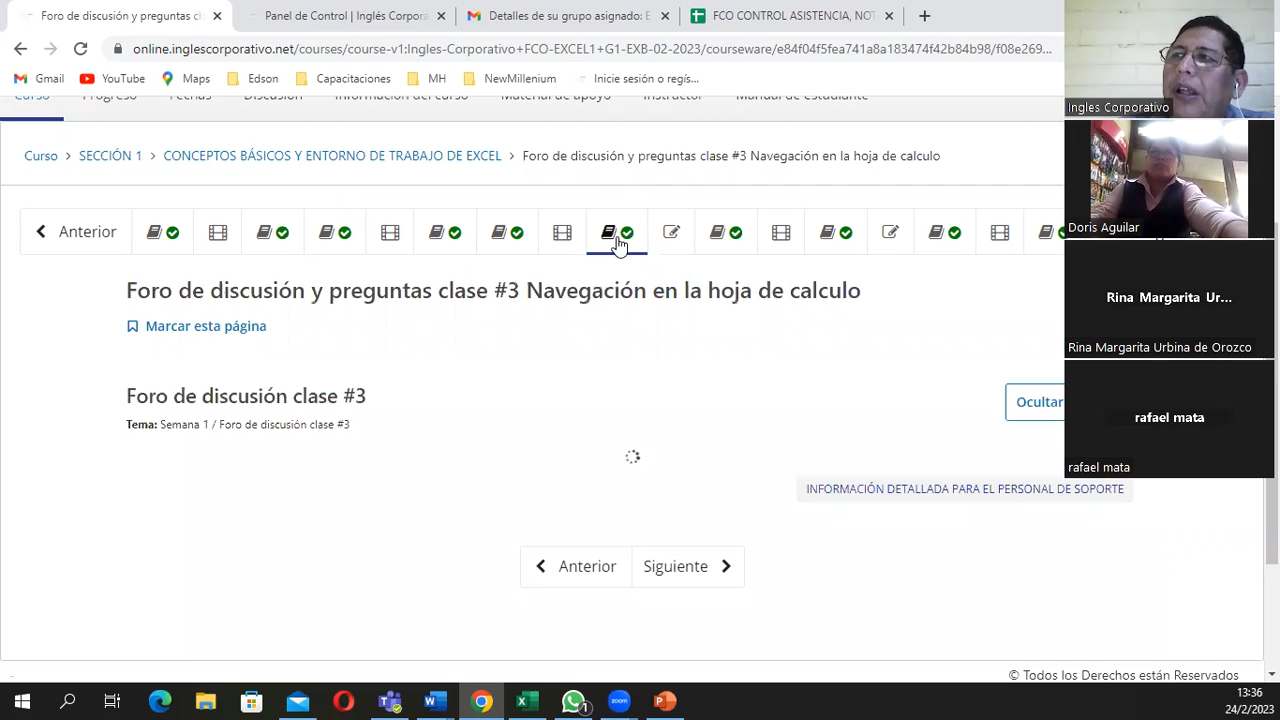 Foro de discusión y preguntas cl
Panel de Control | Inglés Corpora
Detalles de su grupo asignado: E
FCO CONTROL ASISTENCIA, NOT
online.inglescorporativo.net/courses/course-v1:Ingles-Corporativo+FCO-EXCEL1+G1-EXB-02-2023/courseware/e84f04f5fea741a8a183474f42b84b98/f08e269...
Gmail YouTube Maps Edson Capacitaciones MH NewMillenium Inicie sesión o regís...
Curso Progreso Fechas Discusión Información del curso Material de apoyo Instructor Manual de estudiante
Curso > SECCIÓN 1 > CONCEPTOS BÁSICOS Y ENTORNO DE TRABAJO DE EXCEL > Foro de discusión y preguntas clase #3 Navegación en la hoja de calculo
Anterior
Foro de discusión y preguntas clase #3 Navegación en la hoja de calculo
Marcar esta página
Foro de discusión clase #3
Ocultar
Tema: Semana 1 / Foro de discusión clase #3
INFORMACIÓN DETALLADA PARA EL PERSONAL DE SOPORTE
Anterior Siguiente
© Todos los Derechos están Reservados
Ingles Corporativo
Doris Aguilar
Rina Margarita Ur...
Rina Margarita Urbina de Orozco
rafael mata
rafael mata
1
zoom
13:36
24/2/2023